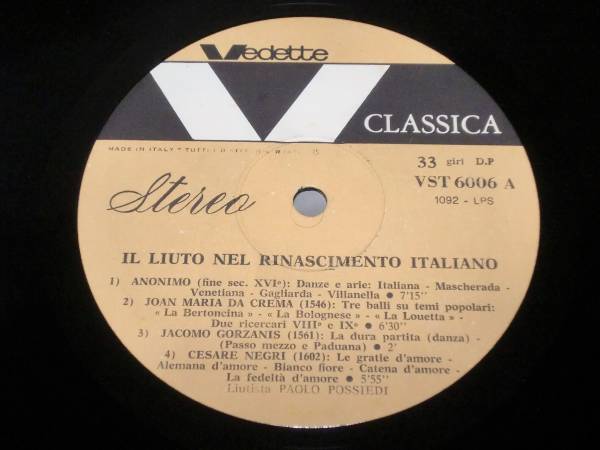 Vedette
CLASSICA
MADE IN ITALY
33 giri D.P
VST 6006 A
1092 - LPS
Stereo
IL LIUTO NEL RINASCIMENTO ITALIANO
1) ANONIMO (fine sec. XVIº): Danze e arie: Italiana - Mascherada -
Venetiana - Gagliarda - Villanella ● 7'15''
2) JOAN MARIA DA CREMA (1546): Tre balli su temi popolari:
« La Bertoncina » - « La Bolognese » - « La Louetta » -
Due ricercari VIIIº e IXº ● 6'30''
3) JACOMO GORZANIS (1561): La dura partita (danza) -
(Passo mezzo e Paduana) ● 2'
4) CESARE NEGRI (1602): Le gratie d'amore -
Alemana d'amore - Bianco fiore - Catena d'amore -
La fedeltà d'amore ● 5'55''
Liutista PAOLO POSSIEDI